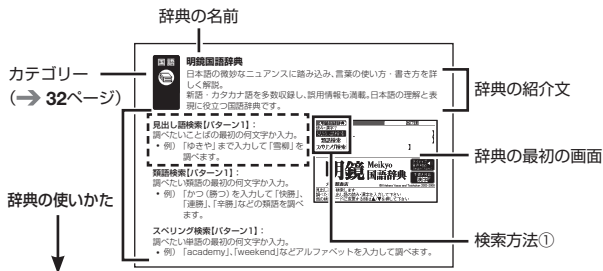 辞典の名前
カテゴリー
(➔ 32ページ)
国語
明鏡国語辞典
日本語の微妙なニュアンスに踏み込み、言葉の使い方・書き方を詳
しく解説。
新語・カタカナ語を多数収録し、誤用情報も満載。日本語の理解と表
現に役立つ国語辞典です。
辞典の紹介文
見出し語検索【パターン1】：
調べたいことばの最初の何文字か入力。
• 例） 「ゆきや」まで入力して「雪柳」を
調べます。
類語検索【パターン1】：
調べたい類語の最初の何文字か入力。
• 例） 「かつ（勝つ）を入力して「快勝」、
「連勝」、「辛勝」などの類語を調べ
ます。
スペリング検索【パターン1】：
調べたい単語の最初の何文字か入力。
• 例） 「academy」、「weekend」などアルファベットを入力して調べます。
類語検索
スペリング検索
明鏡 Meikyo
国語辞典
辞典の最初の画面
検索方法①
辞典の使いかた